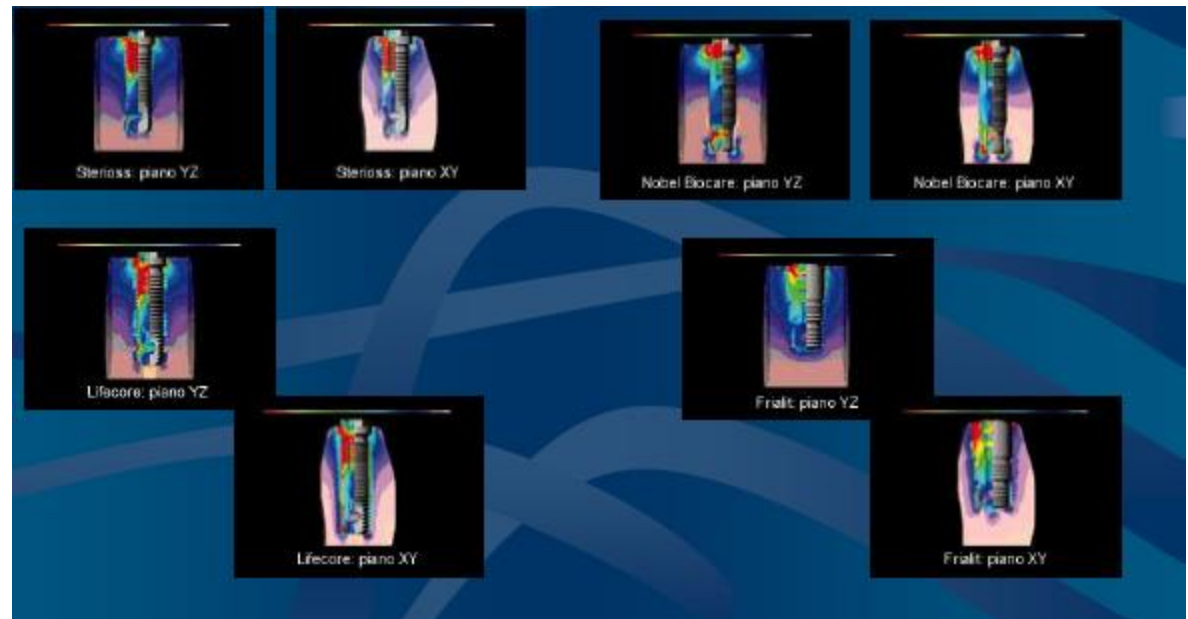 Sterioss: piano YZ
Sterioss: piano XY
Nobel Biocare: piano YZ
Nobel Biocare: piano XY
Lifecore: piano YZ
Frialit: piano YZ
Lifecore: piano XY
Frialit: piano XY